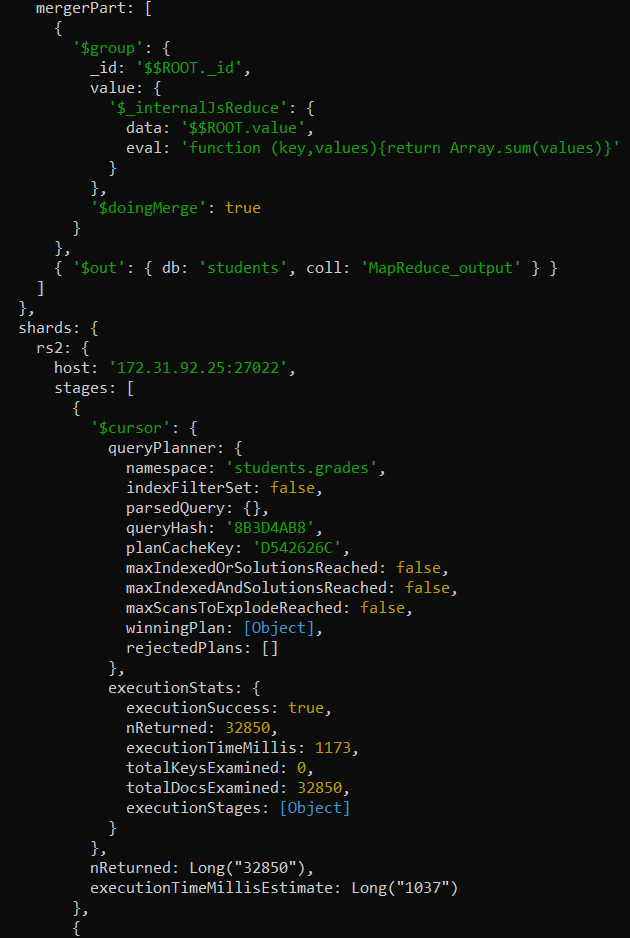 mergerPart: [
{
'$group': {
_id: '$$ROOT._id',
value: {
'$_internalJsReduce': {
data: '$$ROOT.value',
eval: 'function (key,values){return Array.sum(values)}'
}
},
'$doingMerge': true
}
},
{ '$out': { db: 'students', coll: 'MapReduce_output' } }
]
},
shards: {
rs2: {
host: '172.31.92.25:27022',
stages: [
{
'$cursor': {
queryPlanner: {
namespace: 'students.grades',
indexFilterSet: false,
parsedQuery: {},
queryHash: '8B3D4AB8',
planCacheKey: 'D542626C',
maxIndexedOrSolutionsReached: false,
maxIndexedAndSolutionsReached: false,
maxScansToExplodeReached: false,
winningPlan: [Object],
rejectedPlans: []
},
executionStats: {
executionSuccess: true,
nReturned: 32850,
executionTimeMillis: 1173,
totalKeysExamined: 0,
totalDocsExamined: 32850,
executionStages: [Object]
}
},
nReturned: Long("32850"),
executionTimeMillisEstimate: Long("1037")
},
{